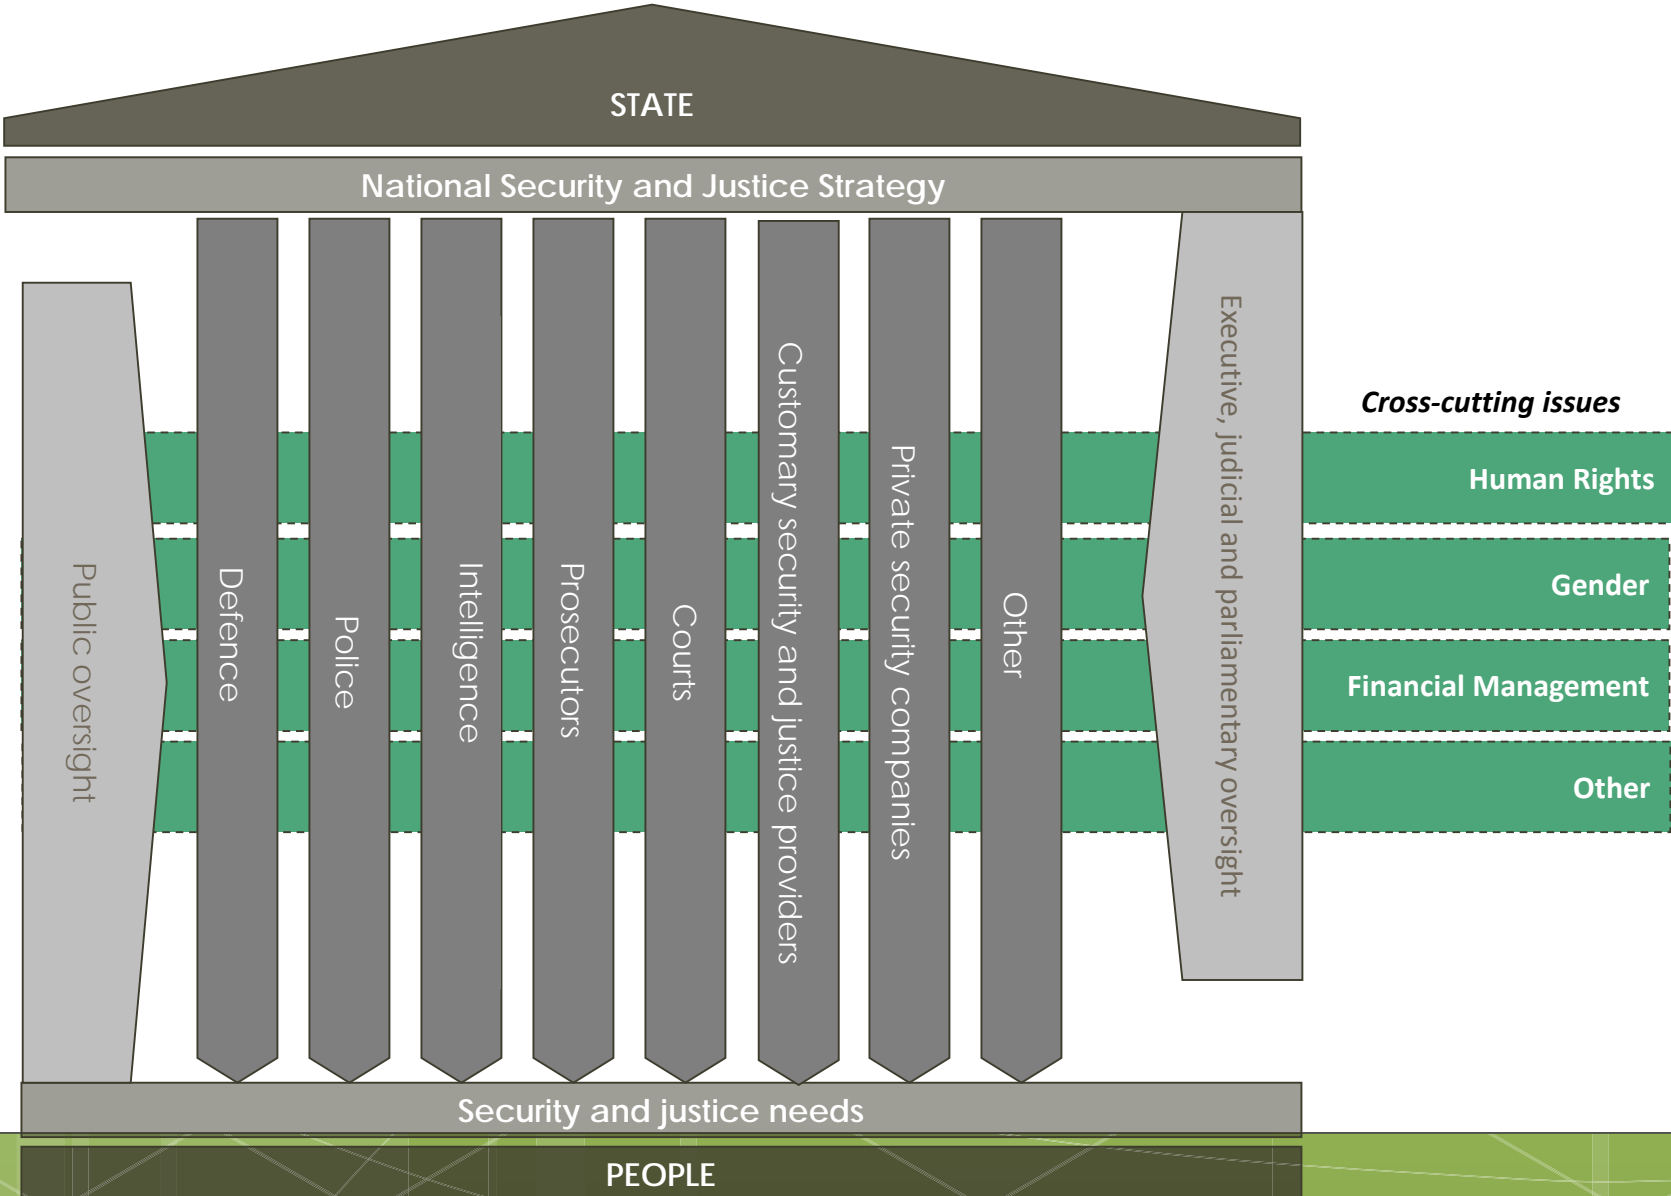 STATE
National Security and Justice Strategy
Public oversight
Defence
Police
Intelligence
Prosecutors
Courts
Customary security and justice providers
Private security companies
Other
Executive, judicial and parliamentary oversight
Cross-cutting issues
Human Rights
Gender
Financial Management
Other
Security and justice needs
PEOPLE